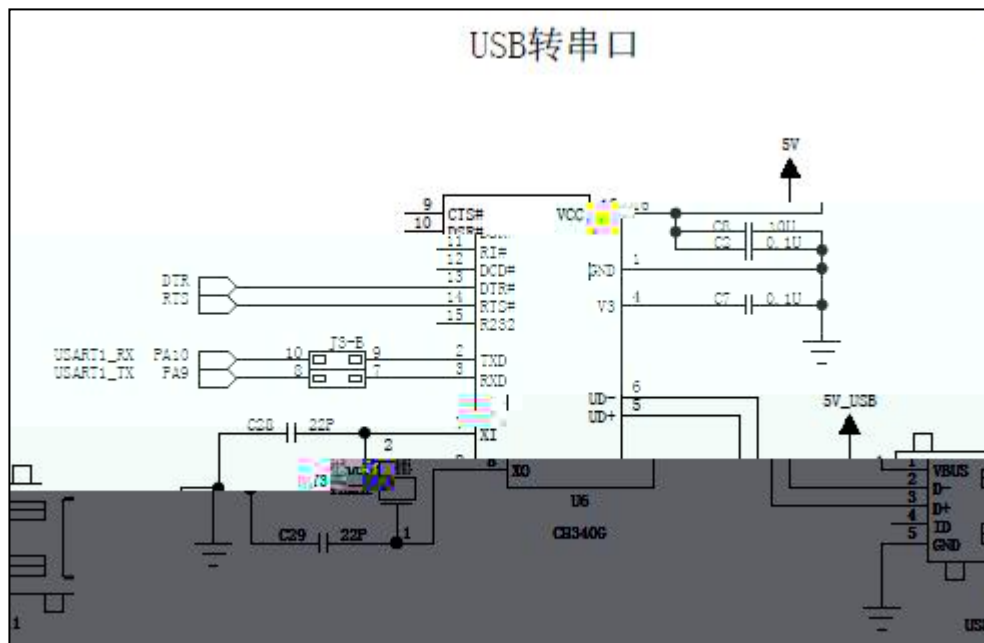 USB转串口
5V
9 CTS# VCC
10 DSR#
C2 0.1U
11 RI#
12 DCD# GND 1
DTR 13 DTR#
RTS 14 RTS# V3 4 C7 0.1U
15 R232
J3-B
USART1_RX PA10 10 9 2 TXD
USART1_TX PA9 8 7 3 RXD
UD- 6
UD+ 5
5V_USB
C28 22P XI
2
8 XO
1 VBUS
2 D-
3 D+
4 ID
5 GND
U6
CH340G
C29 22P 1
1